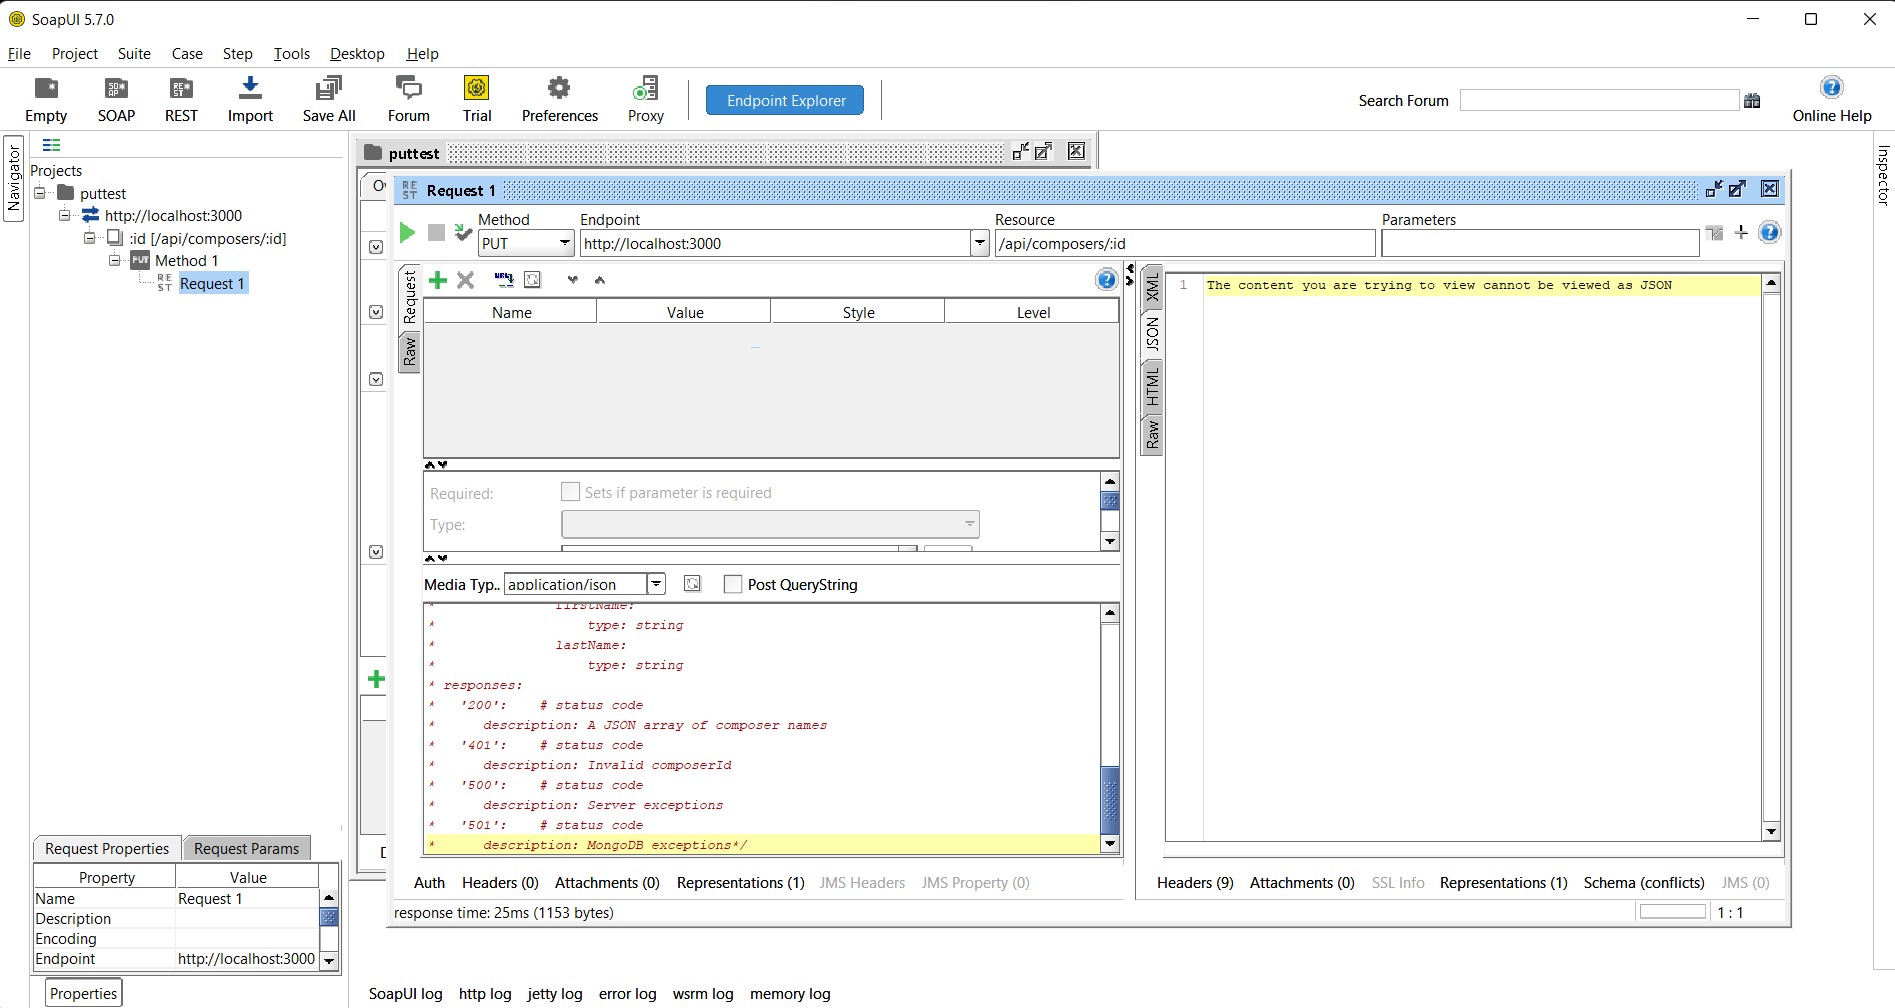 SoapUI 5.7.0
File Project Suite Case Step Tools Desktop Help
Empty SOAP REST Import Save All Forum Trial Preferences Proxy Endpoint Explorer Search Forum Online Help
Navigator
Projects
puttest
http://localhost:3000
:id [/api/composers/:id]
PUT Method 1
REST Request 1
puttest
REST Request 1
Method Endpoint Resource Parameters
PUT http://localhost:3000 /api/composers/:id
Request
Raw
Name Value Style Level
Required: Sets if parameter is required
Type:
Media Typ.. application/json Post QueryString
* firstName:
* type: string
* lastName:
* type: string
* responses:
* '200': # status code
* description: A JSON array of composer names
* '401': # status code
* description: Invalid composerId
* '500': # status code
* description: Server exceptions
* '501': # status code
* description: MongoDB exceptions*/
Auth Headers (0) Attachments (0) Representations (1) JMS Headers JMS Property (0)
response time: 25ms (1153 bytes)
XML
JSON
HTML
Raw
1 The content you are trying to view cannot be viewed as JSON
Headers (9) Attachments (0) SSL Info Representations (1) Schema (conflicts) JMS (0)
1 : 1
Inspector
Request Properties Request Params
Property Value
Name Request 1
Description
Encoding
Endpoint http://localhost:3000
Properties
SoapUI log http log jetty log error log wsrm log memory log